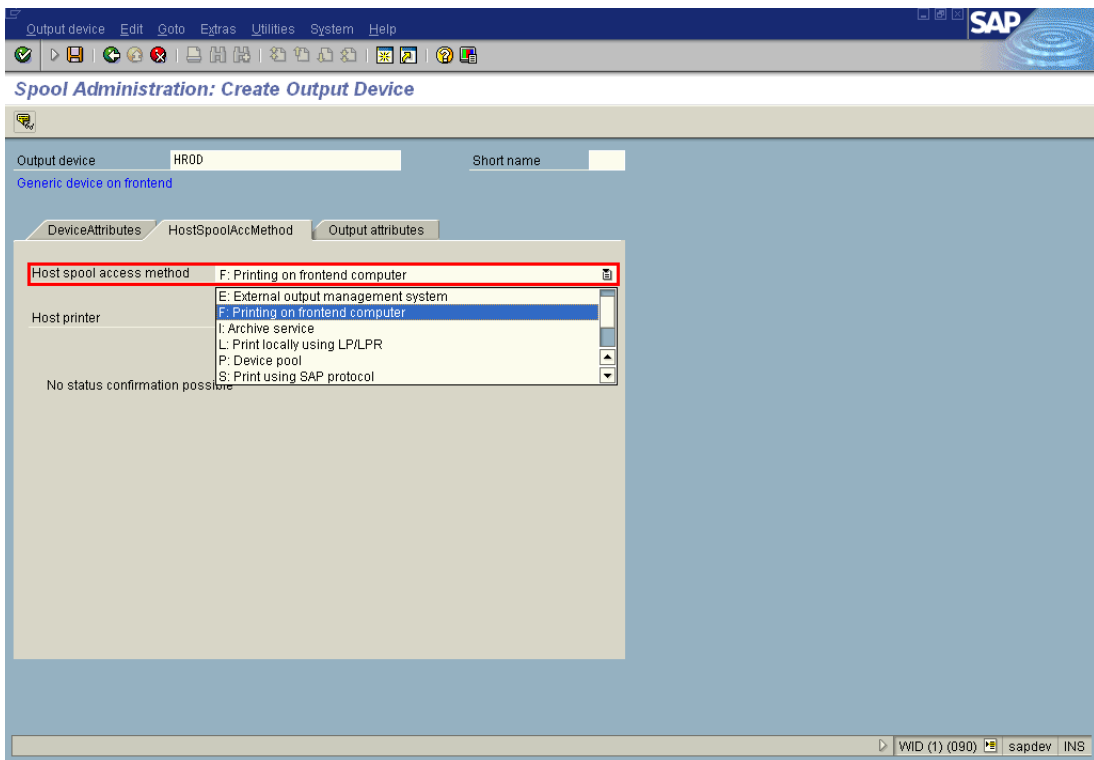 Output device Edit Goto Extras Utilities System Help
SAP
Spool Administration: Create Output Device
Output device HROD Short name
Generic device on frontend
DeviceAttributes HostSpoolAccMethod Output attributes
Host spool access method F: Printing on frontend computer
E: External output management system
F: Printing on frontend computer
Host printer
I: Archive service
L: Print locally using LP/LPR
P: Device pool
S: Print using SAP protocol
No status confirmation possible
WID (1) (090) sapdev INS